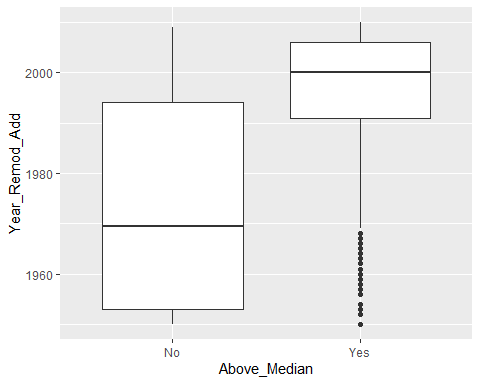 Year_Remod_Add
2000
1980
1960
No
Yes
Above_Median